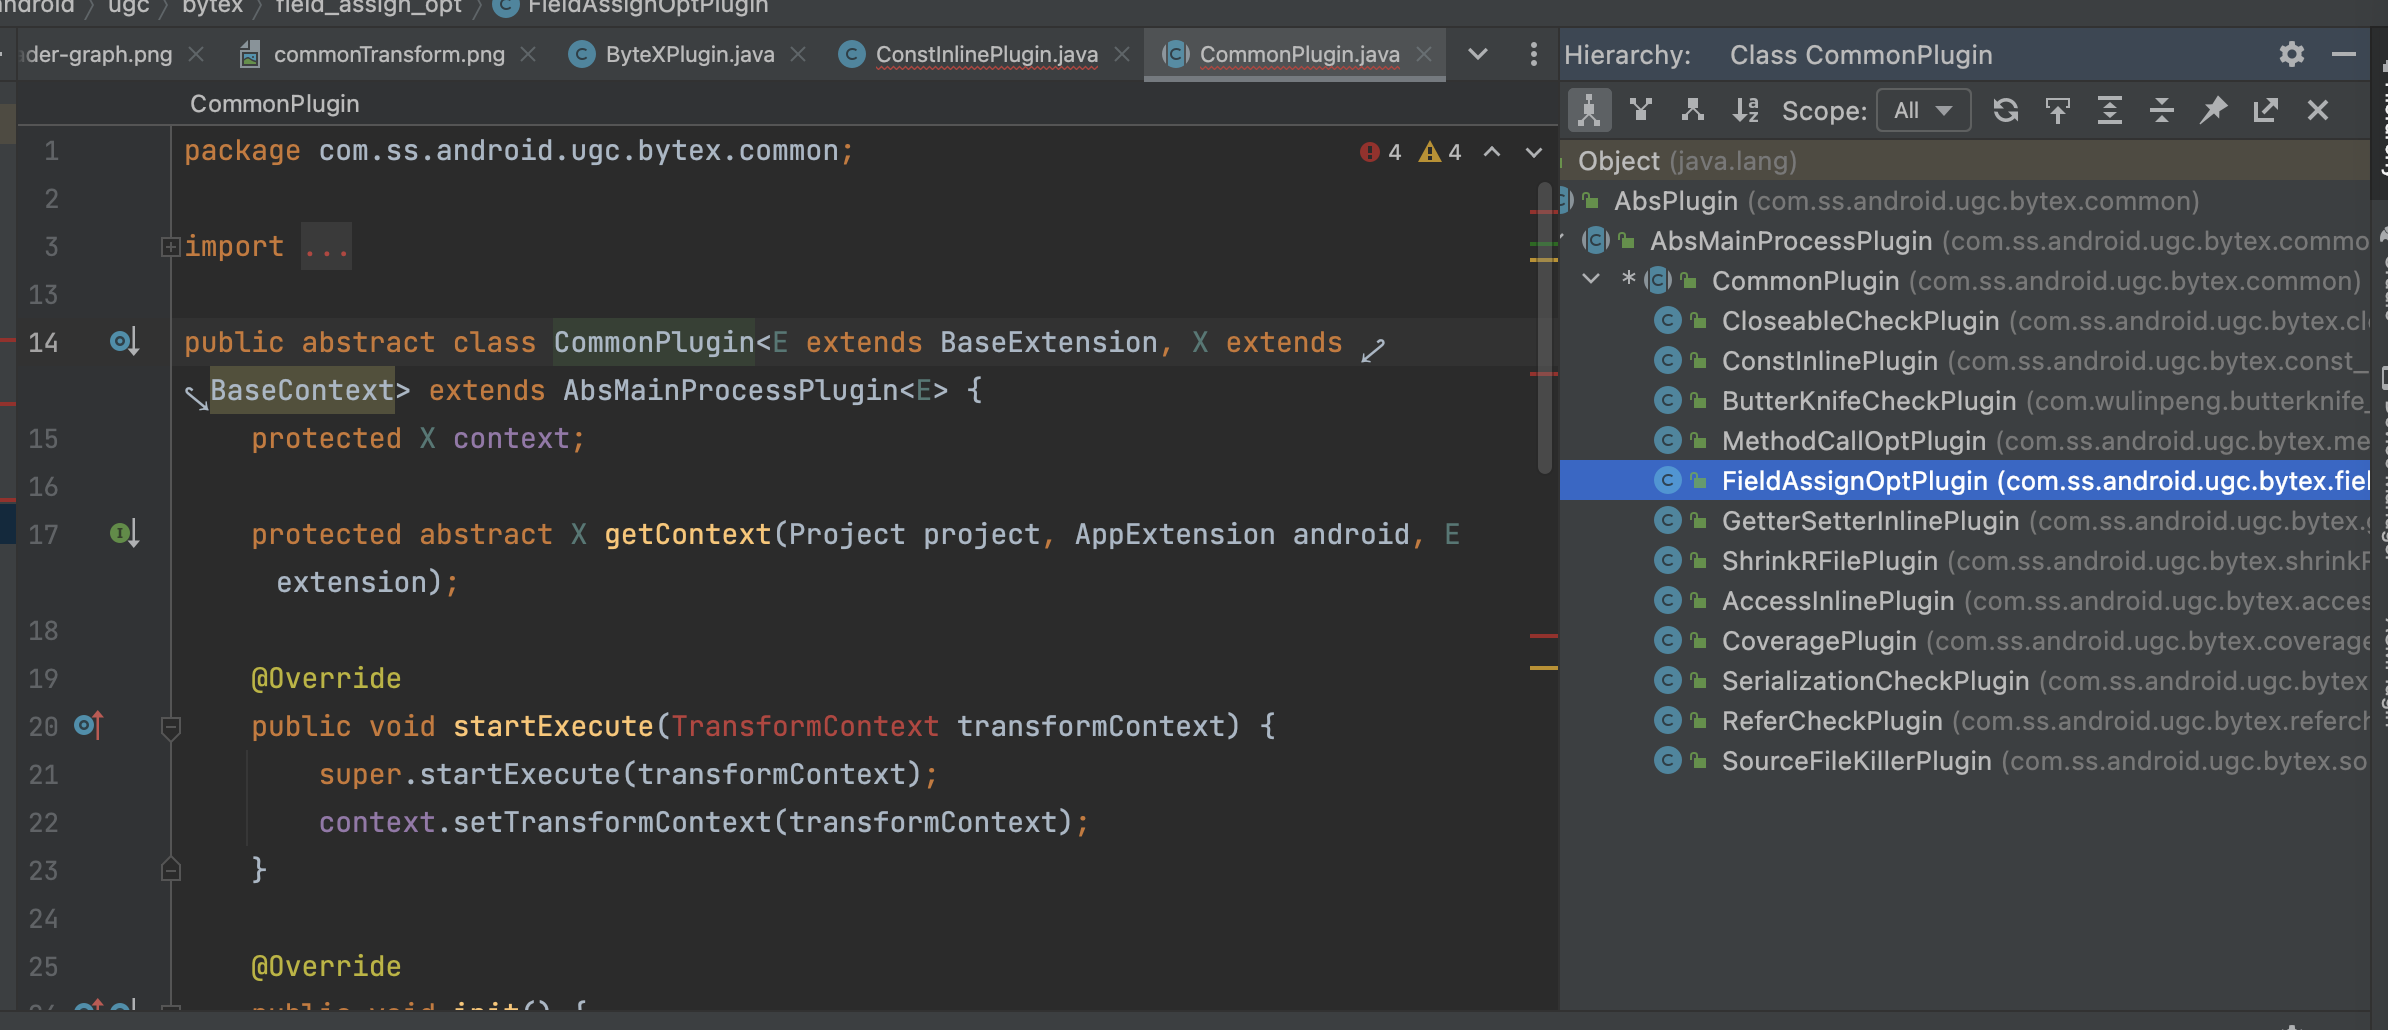 ugc bytex field_assign_opt FieldAssignOptPlugin
ader-graph.png commonTransform.png ByteXPlugin.java ConstInlinePlugin.java CommonPlugin.java
CommonPlugin
1 package com.ss.android.ugc.bytex.common; 4 4
2
3 import ...
13
14 public abstract class CommonPlugin<E extends BaseExtension, X extends
BaseContext> extends AbsMainProcessPlugin<E> {
15 protected X context;
16
17 protected abstract X getContext(Project project, AppExtension android, E
extension);
18
19 @Override
20 public void startExecute(TransformContext transformContext) {
21 super.startExecute(transformContext);
22 context.setTransformContext(transformContext);
23 }
24
25 @Override
public void init() {
Hierarchy: Class CommonPlugin
Scope: All
Object (java.lang)
AbsPlugin (com.ss.android.ugc.bytex.common)
AbsMainProcessPlugin (com.ss.android.ugc.bytex.commo
* CommonPlugin (com.ss.android.ugc.bytex.common)
CloseableCheckPlugin (com.ss.android.ugc.bytex.cl
ConstInlinePlugin (com.ss.android.ugc.bytex.const_
ButterKnifeCheckPlugin (com.wulinpeng.butterknife_
MethodCallOptPlugin (com.ss.android.ugc.bytex.me
FieldAssignOptPlugin (com.ss.android.ugc.bytex.fiel
GetterSetterInlinePlugin (com.ss.android.ugc.bytex.g
ShrinkRFilePlugin (com.ss.android.ugc.bytex.shrinkF
AccessInlinePlugin (com.ss.android.ugc.bytex.acces
CoveragePlugin (com.ss.android.ugc.bytex.coverage
SerializationCheckPlugin (com.ss.android.ugc.bytex
ReferCheckPlugin (com.ss.android.ugc.bytex.referch
SourceFileKillerPlugin (com.ss.android.ugc.bytex.so